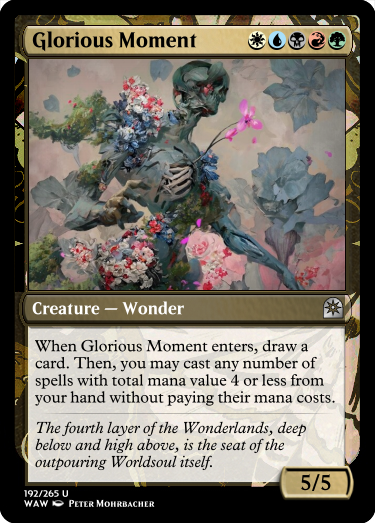 Glorious Moment
Creature — Wonder
When Glorious Moment enters, draw a
card. Then, you may cast any number of
spells with total mana value 4 or less from
your hand without paying their mana costs.
The fourth layer of the Wonderlands, deep
below and high above, is the seat of the
outpouring Worldsoul itself.
5/5
192/265 U
WAW Peter Mohrbacher